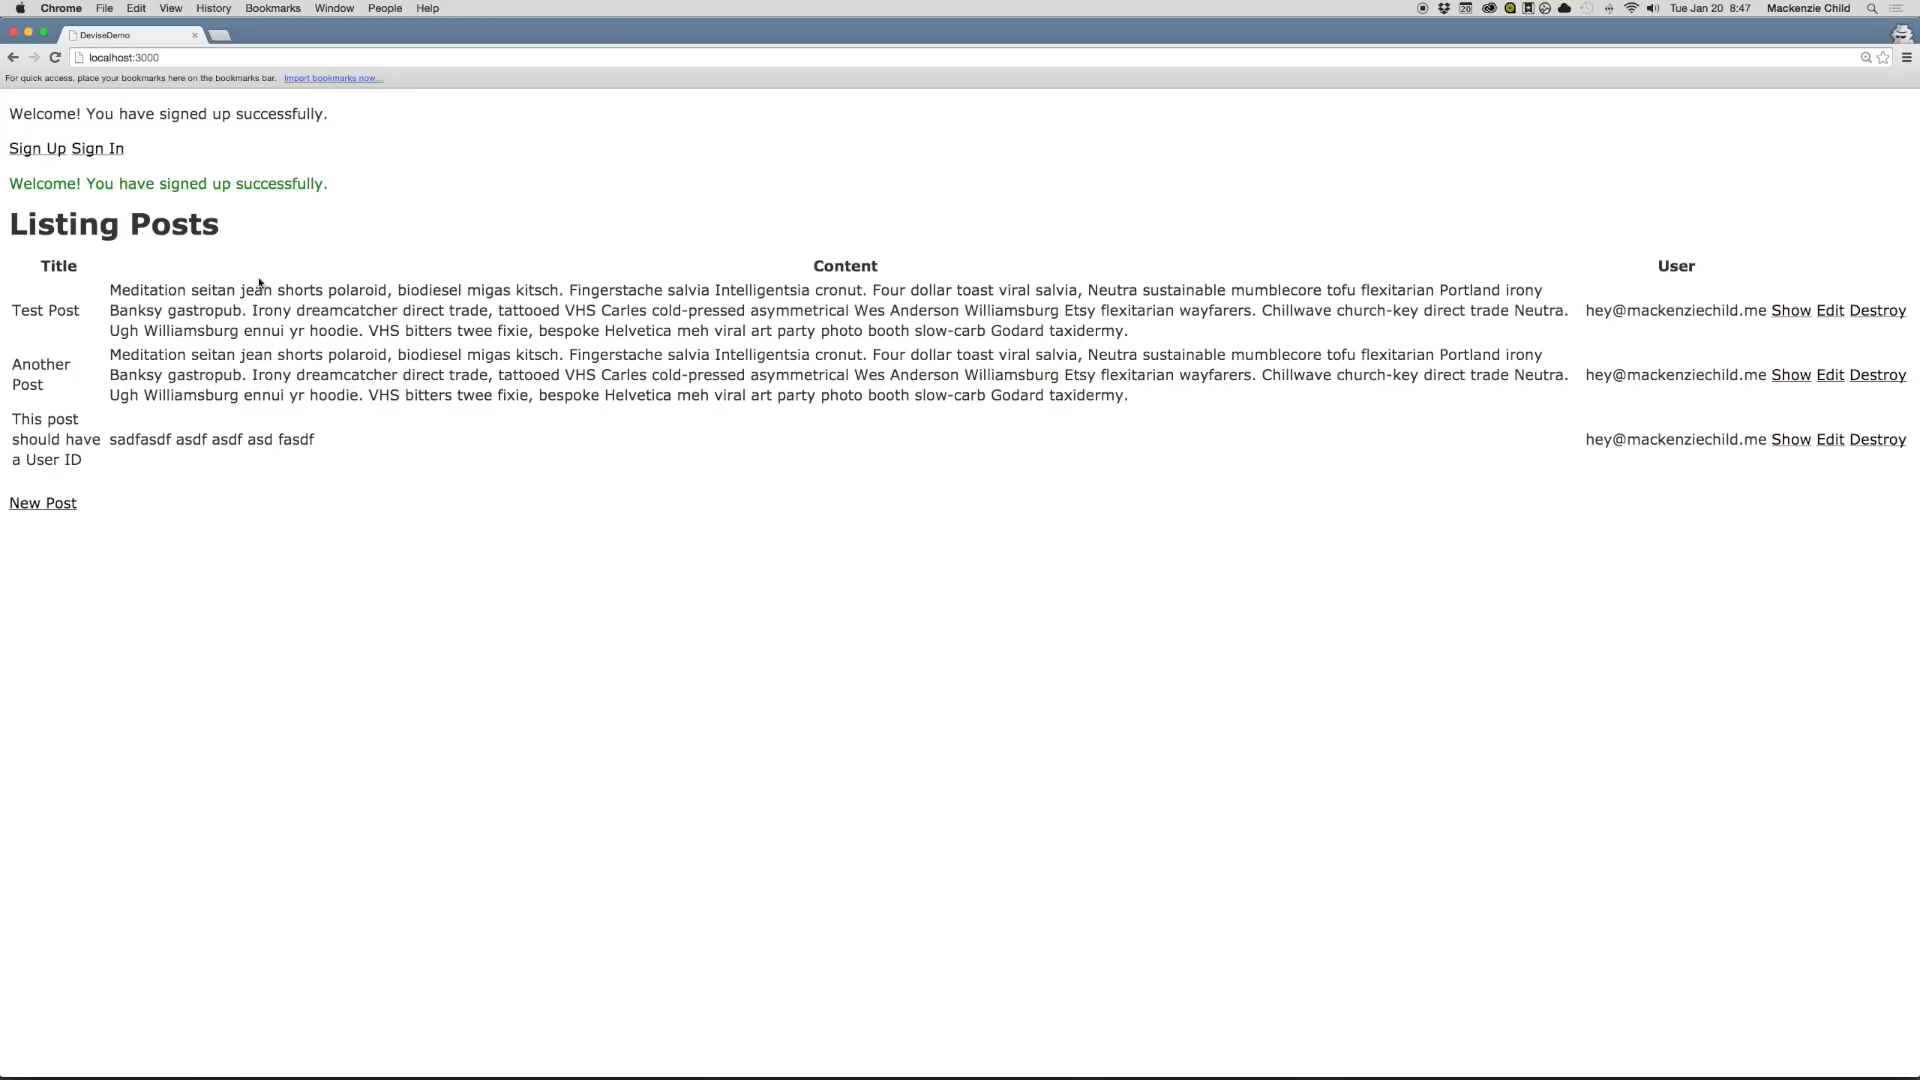 Chrome File Edit View History Bookmarks Window People Help 20 Tue Jan 20 8:47 Mackenzie Child
DeviseDemo
localhost:3000
For quick access, place your bookmarks here on the bookmarks bar. Import bookmarks now...
Welcome! You have signed up successfully.
Sign Up Sign In
Welcome! You have signed up successfully.
Listing Posts
Title Content User
Test Post
Meditation seitan jean shorts polaroid, biodiesel migas kitsch. Fingerstache salvia Intelligentsia cronut. Four dollar toast viral salvia, Neutra sustainable mumblecore tofu flexitarian Portland irony
Banksy gastropub. Irony dreamcatcher direct trade, tattooed VHS Carles cold-pressed asymmetrical Wes Anderson Williamsburg Etsy flexitarian wayfarers. Chillwave church-key direct trade Neutra.
Ugh Williamsburg ennui yr hoodie. VHS bitters twee fixie, bespoke Helvetica meh viral art party photo booth slow-carb Godard taxidermy.
hey@mackenziechild.me Show Edit Destroy
Another
Post
Meditation seitan jean shorts polaroid, biodiesel migas kitsch. Fingerstache salvia Intelligentsia cronut. Four dollar toast viral salvia, Neutra sustainable mumblecore tofu flexitarian Portland irony
Banksy gastropub. Irony dreamcatcher direct trade, tattooed VHS Carles cold-pressed asymmetrical Wes Anderson Williamsburg Etsy flexitarian wayfarers. Chillwave church-key direct trade Neutra.
Ugh Williamsburg ennui yr hoodie. VHS bitters twee fixie, bespoke Helvetica meh viral art party photo booth slow-carb Godard taxidermy.
hey@mackenziechild.me Show Edit Destroy
This post
should have
a User ID
sadfasdf asdf asdf asd fasdf
hey@mackenziechild.me Show Edit Destroy
New Post